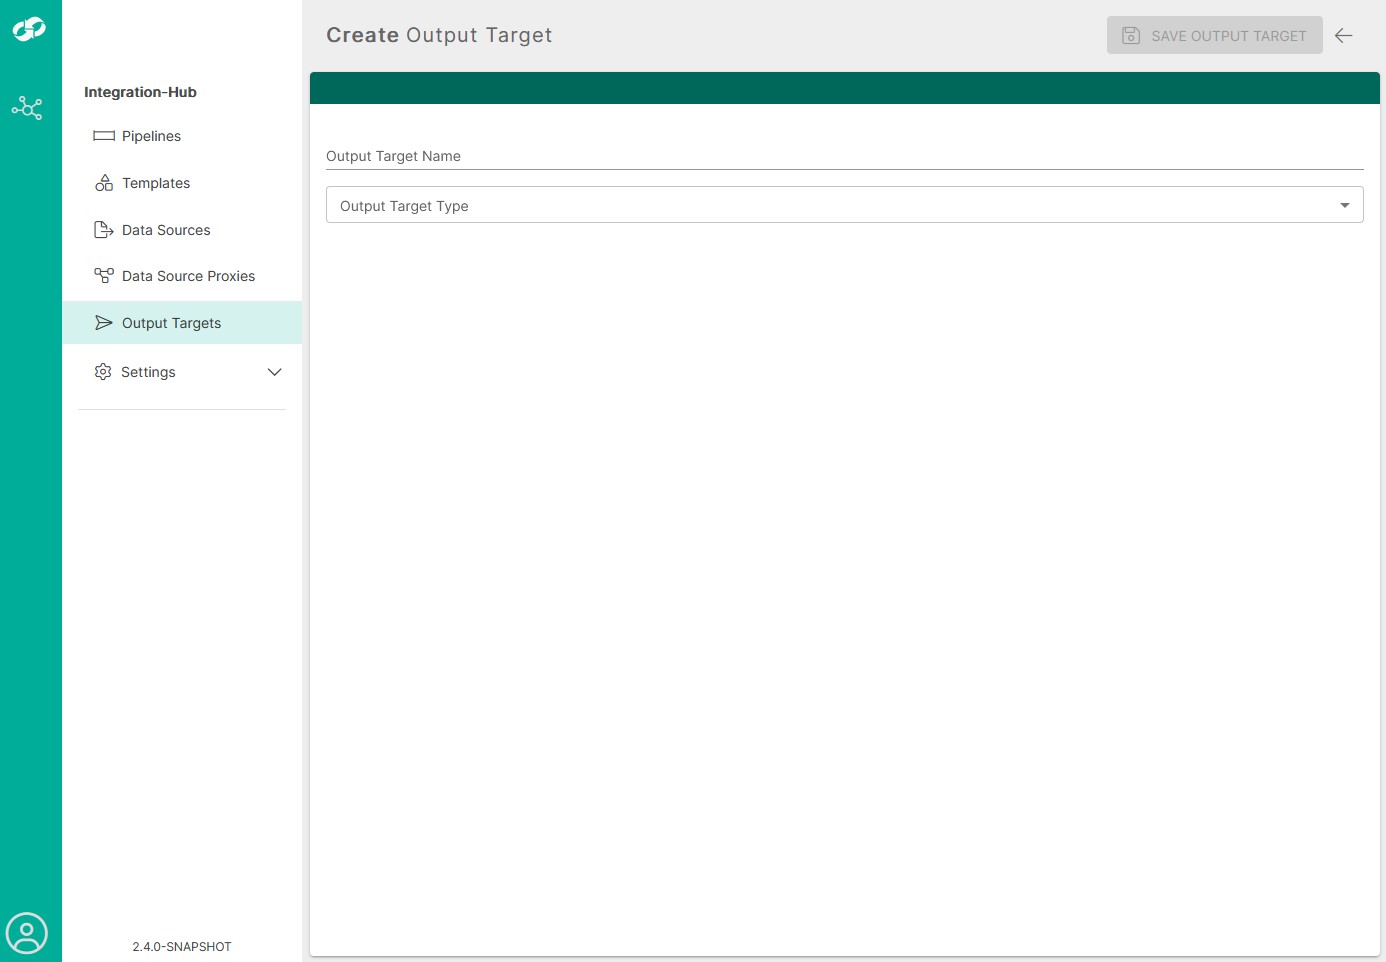 Create Output Target
SAVE OUTPUT TARGET
Integration-Hub
Pipelines
Templates
Data Sources
Data Source Proxies
Output Targets
Settings
2.4.0-SNAPSHOT
Output Target Name
Output Target Type